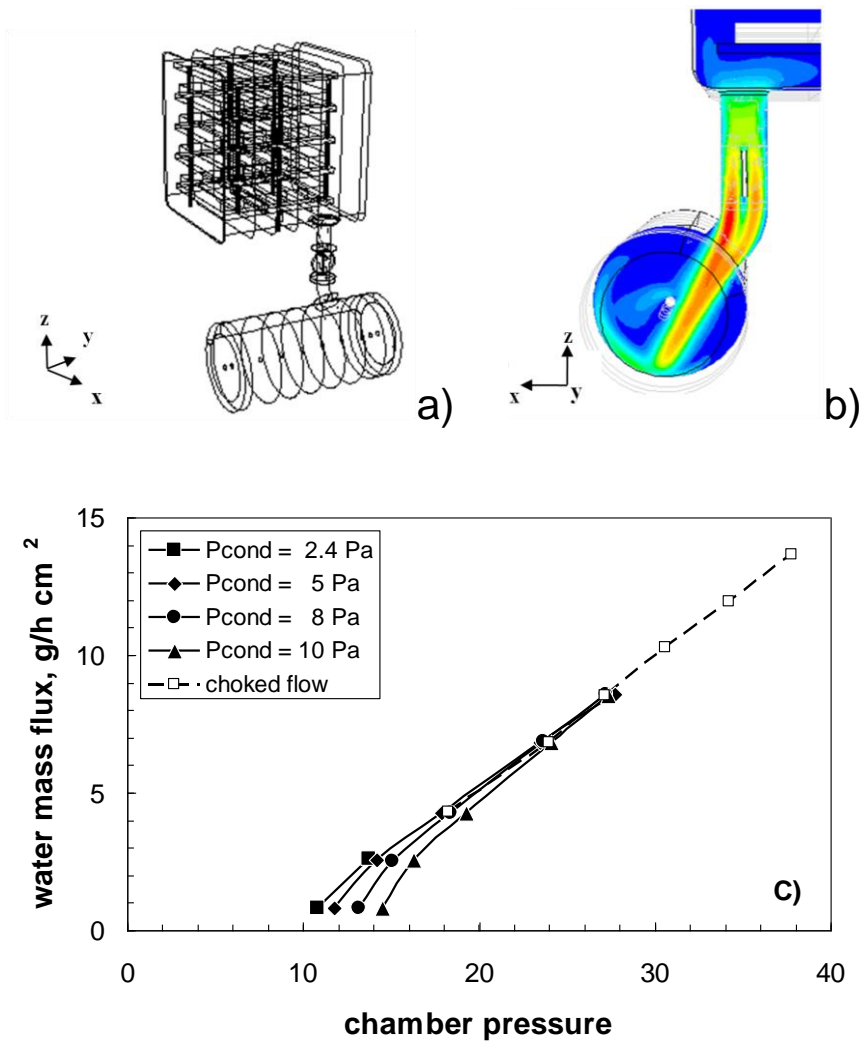 z
y
x
a)
z
x
y
b)
15
10
5
0
water mass flux, g/h cm 2
Pcond = 2.4 Pa
Pcond = 5 Pa
Pcond = 8 Pa
Pcond = 10 Pa
choked flow
C)
0 10 20 30 40
chamber pressure